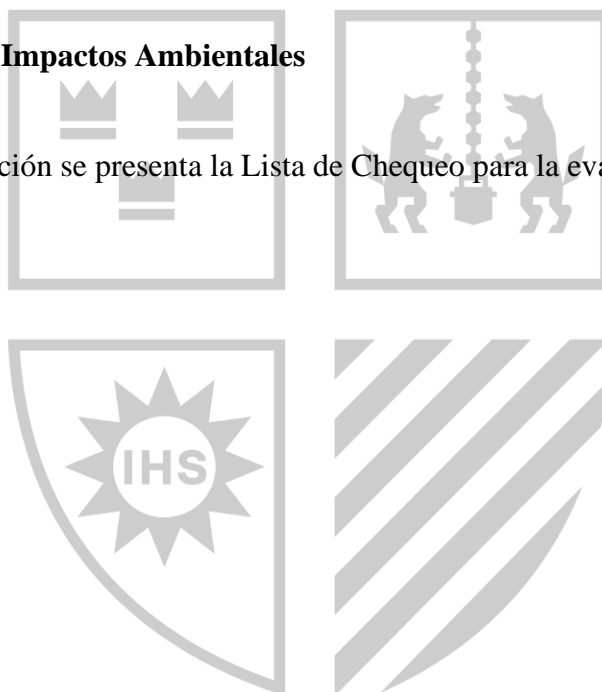 Impactos Ambientales
ción se presenta la Lista de Chequeo para la eva
IHS